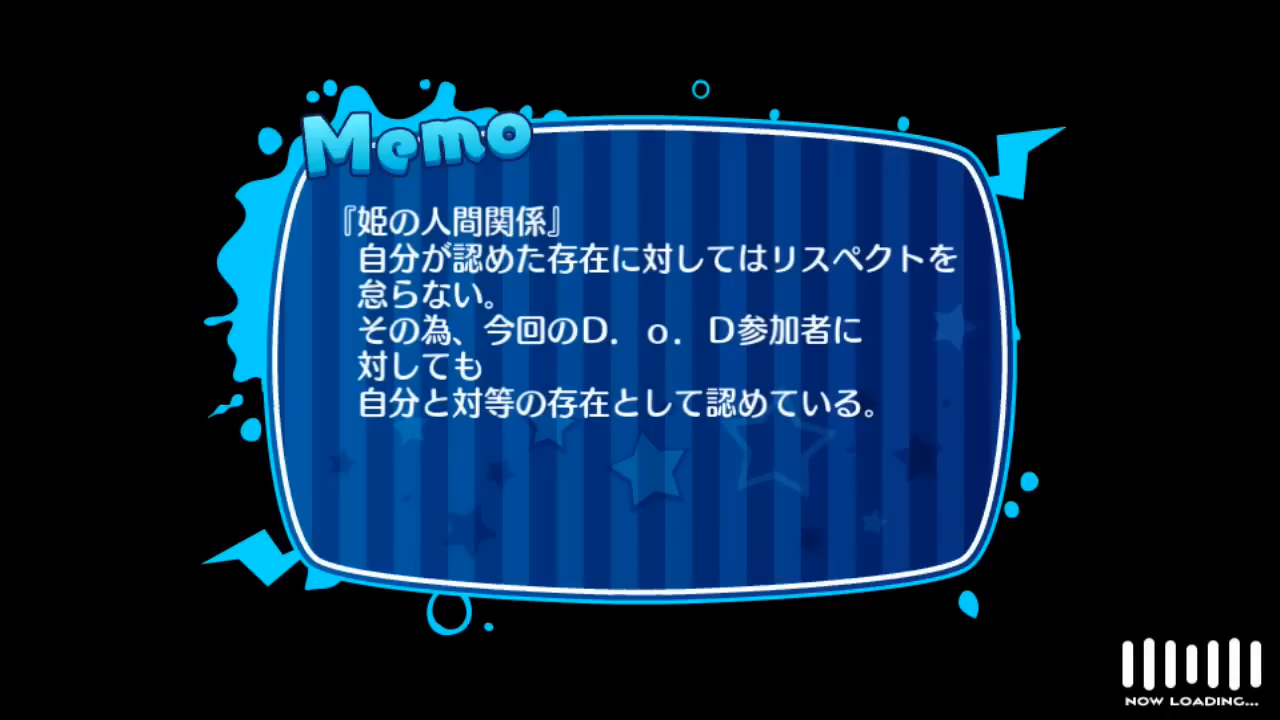 Memo
『姫の人間関係』
自分が認めた存在に対してはリスペクトを
怠らない。
その為、今回のＤ．ｏ．Ｄ参加者に
対しても
自分と対等の存在として認めている。
NOW LOADING...